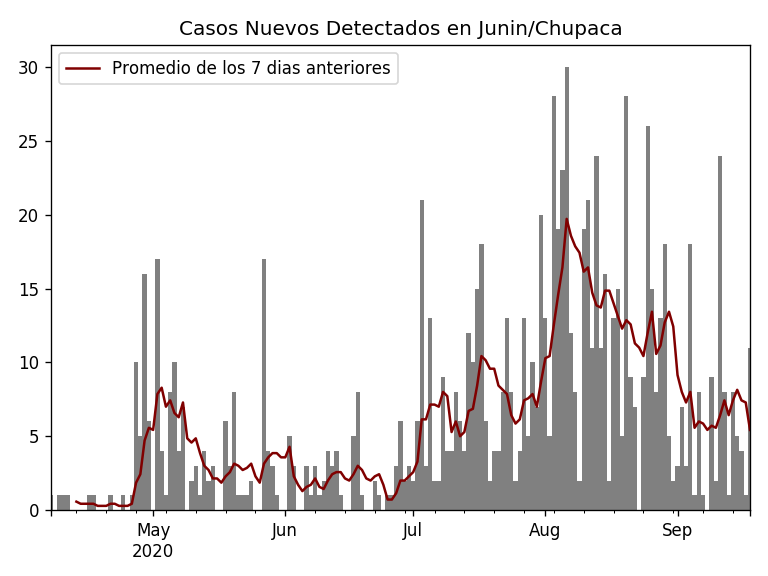 Casos Nuevos Detectados en Junin/Chupaca
Promedio de los 7 dias anteriores
30
25
20
15
10
5
0
May
2020
Jun
Jul
Aug
Sep